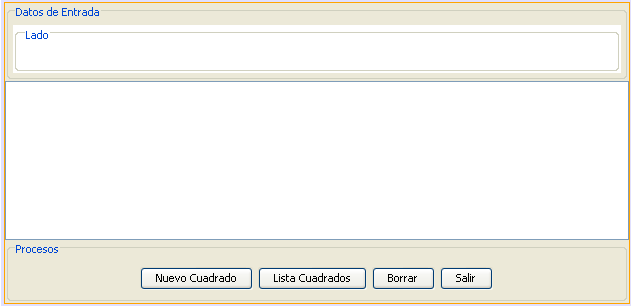 Datos de Entrada
Lado
Procesos
Nuevo Cuadrado Lista Cuadrados Borrar Salir